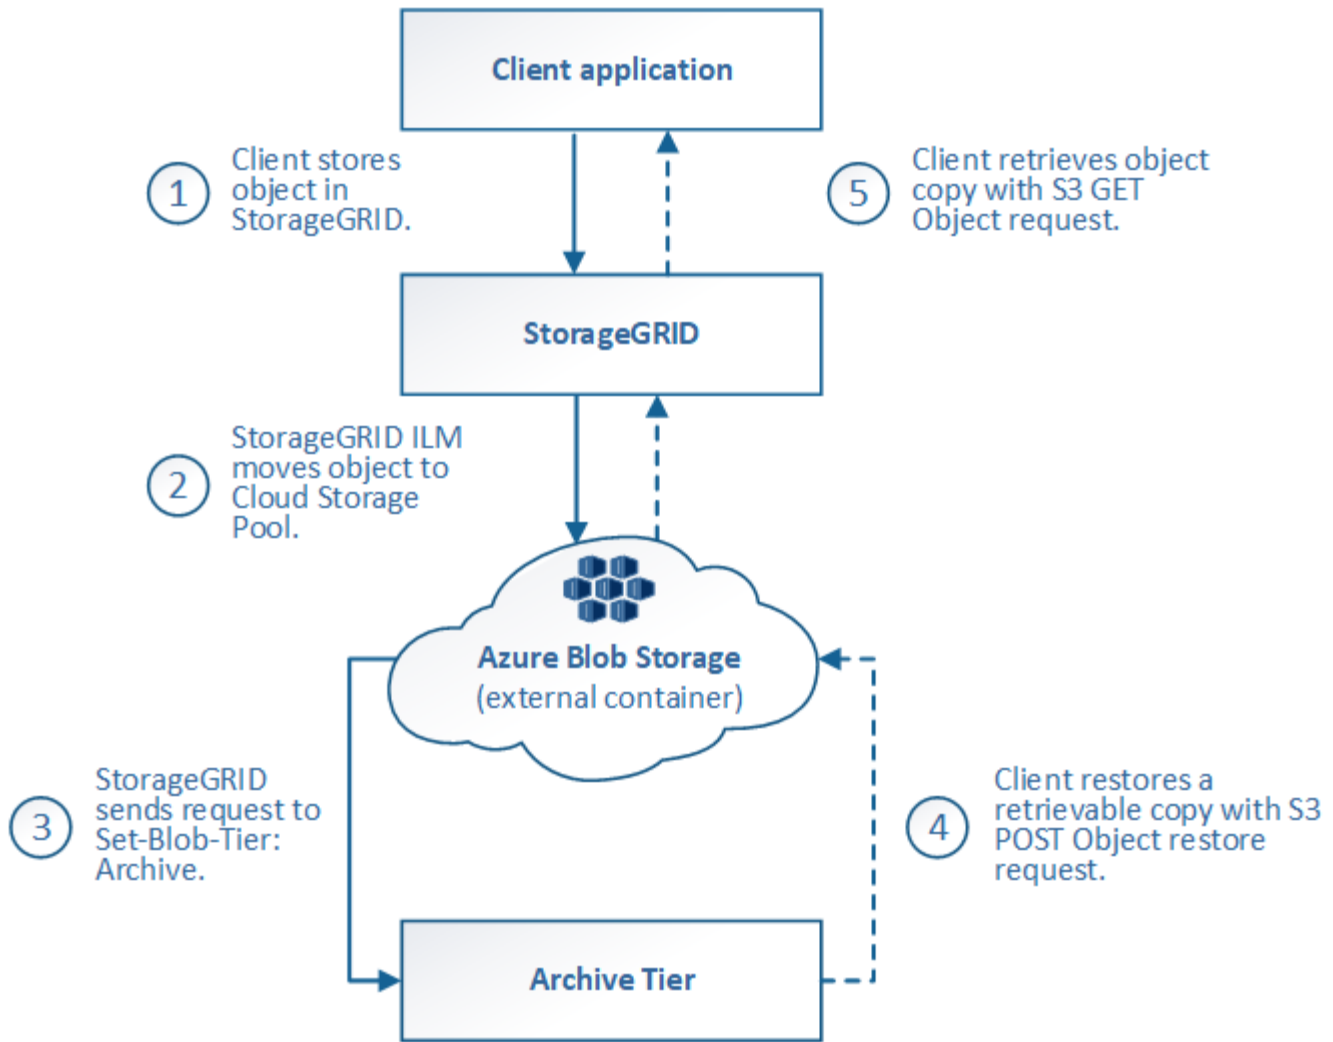 Client application
1
Client stores
object in
StorageGRID.
5
Client retrieves object
copy with S3 GET
Object request.
StorageGRID
2
StorageGRID ILM
moves object to
Cloud Storage
Pool.
Azure Blob Storage
(external container)
3
StorageGRID
sends request to
Set-Blob-Tier:
Archive.
4
Client restores a
retrievable copy with S3
POST Object restore
request.
Archive Tier